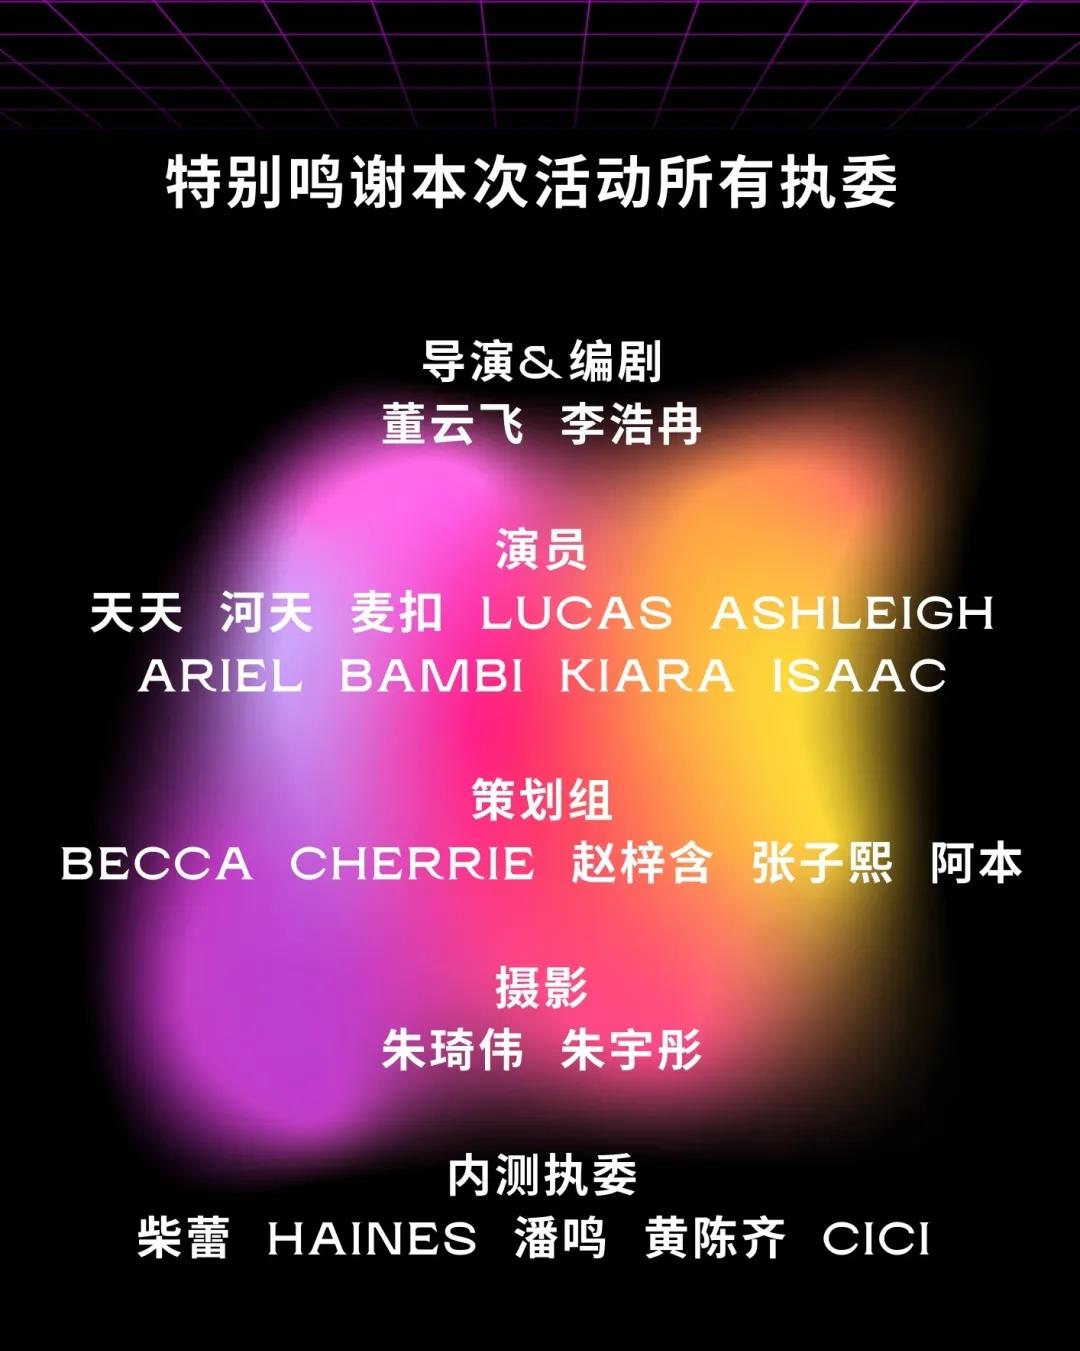 特别鸣谢本次活动所有执委
导演&编剧
董云飞 李浩冉
演员
天天 河天 麦扣 LUCAS ASHLEIGH
ARIEL BAMBI KIARA ISAAC
策划组
BECCA CHERRIE 赵梓含 张子熙 阿本
摄影
朱琦伟 朱宇彤
内测执委
柴蕾 HAINES 潘鸣 黄陈齐 CICI